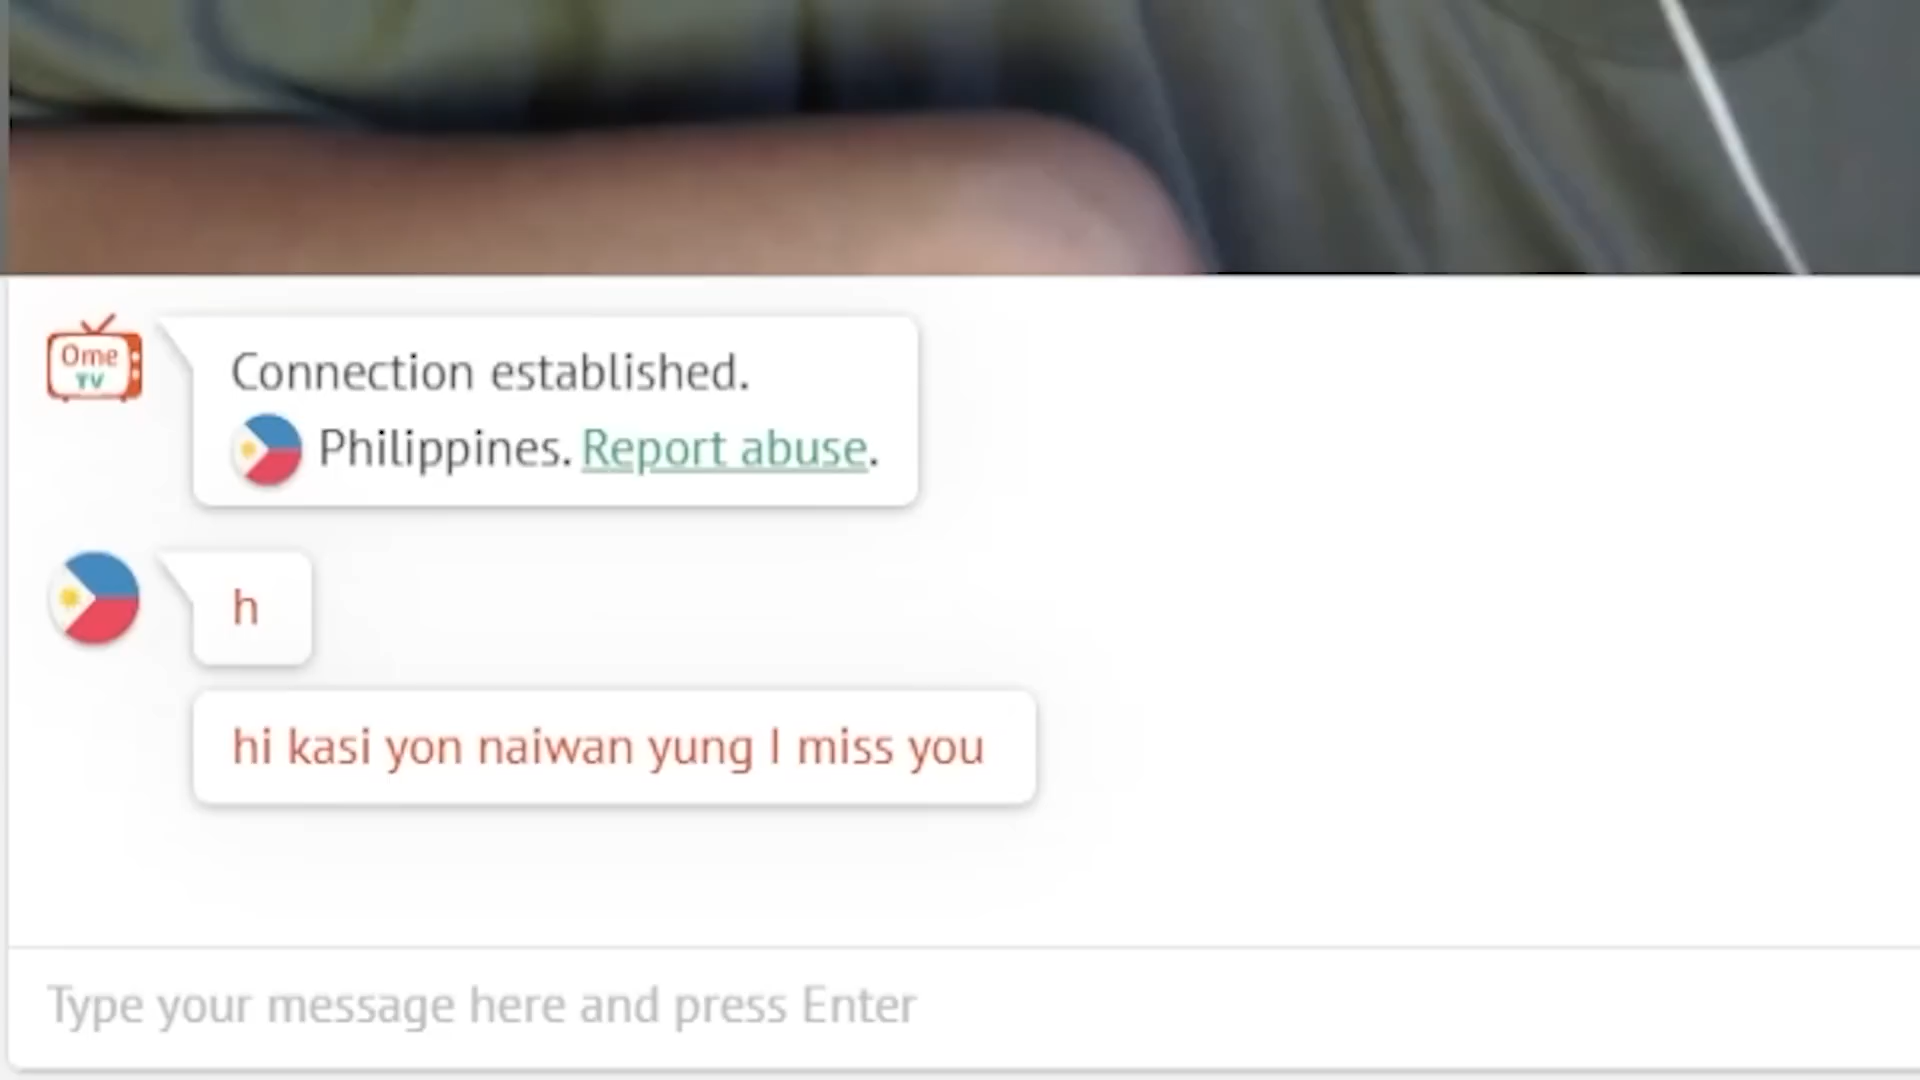 Ome
TV
Connection established.
Philippines. Report abuse.
h
hi kasi yon naiwan yung I miss you
Type your message here and press Enter